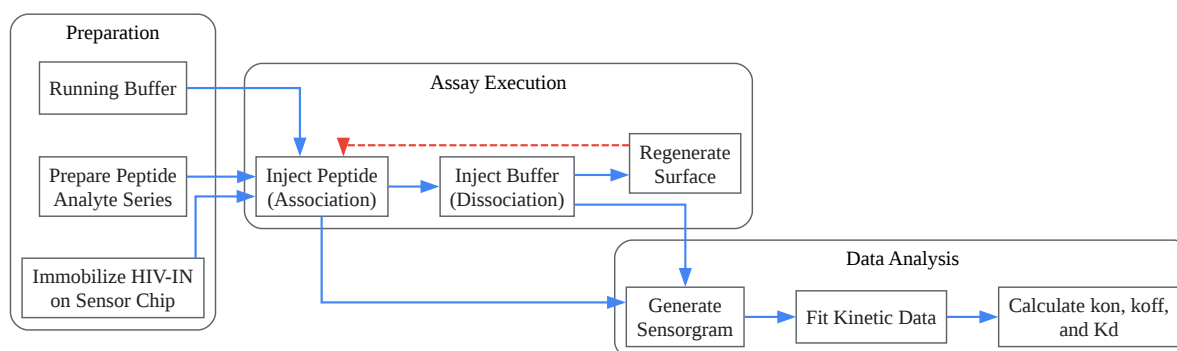 Preparation
Running Buffer
Prepare Peptide
Analyte Series
Immobilize HIV-IN
on Sensor Chip
Assay Execution
Inject Peptide
(Association)
Inject Buffer
(Dissociation)
Regenerate
Surface
Data Analysis
Generate
Sensorgram
Fit Kinetic Data
Calculate kon, koff,
and Kd